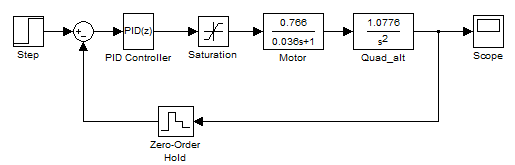 PID(z)
0.766
0.036s+1
1.0776
s2
Step
PID Controller
Saturation
Motor
Quad_alt
Scope
Zero-Order
Hold